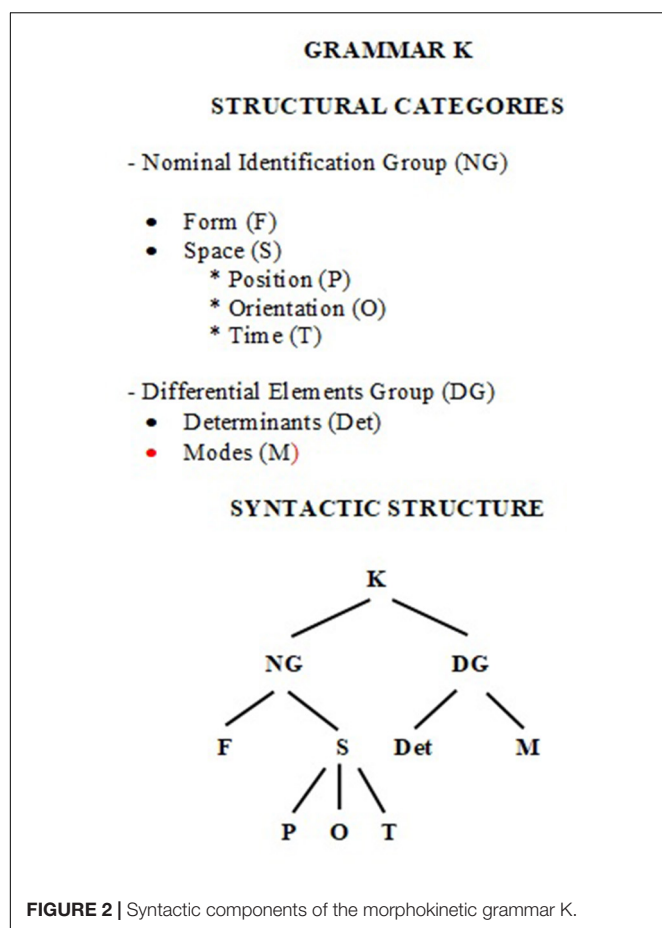 GRAMMAR K
STRUCTURAL CATEGORIES
- Nominal Identification Group (NG)
• Form (F)
• Space (S)
* Position (P)
* Orientation (O)
* Time (T)
- Differential Elements Group (DG)
• Determinants (Det)
• Modes (M)
SYNTACTIC STRUCTURE
K
NG DG
F S Det M
P O T
FIGURE 2 | Syntactic components of the morphokinetic grammar K.